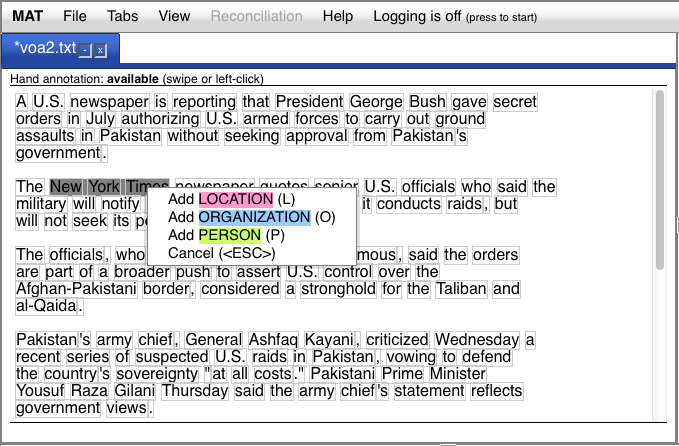 MAT File Tabs View Reconciliation Help Logging is off (press to start)
*voa2.txt - x
Hand annotation: available (swipe or left-click)
A U.S. newspaper is reporting that President George Bush gave secret
orders in July authorizing U.S. armed forces to carry out ground
assaults in Pakistan without seeking approval from Pakistan's
government.
The New York Times newspaper quotes senior U.S. officials who said the
military will notify it conducts raids, but
will not seek its
Add LOCATION (L)
Add ORGANIZATION (O)
Add PERSON (P)
Cancel (<ESC>)
The officials, who said the orders
are part of a broader push to assert U.S. control over the
Afghan-Pakistani border, considered a stronghold for the Taliban and
al-Qaida.
Pakistan's army chief, General Ashfaq Kayani, criticized Wednesday a
recent series of suspected U.S. raids in Pakistan, vowing to defend
the country's sovereignty "at all costs." Pakistani Prime Minister
Yousuf Raza Gilani Thursday said the army chief's statement reflects
government views.